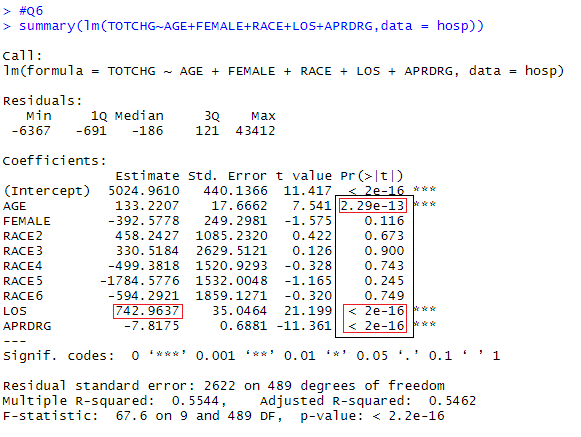 > #Q6
> summary(lm(TOTCHG~AGE+FEMALE+RACE+LOS+APRDRG,data = hosp))
Call:
lm(formula = TOTCHG ~ AGE + FEMALE + RACE + LOS + APRDRG, data = hosp)
Residuals:
Min 1Q Median 3Q Max
-6367 -691 -186 121 43412
Coefficients:
Estimate Std. Error t value Pr(>|t|)
(Intercept) 5024.9610 440.1366 11.417 < 2e-16 ***
AGE 133.2207 17.6662 7.541 2.29e-13 ***
FEMALE -392.5778 249.2981 -1.575 0.116
RACE2 458.2427 1085.2320 0.422 0.673
RACE3 330.5184 2629.5121 0.126 0.900
RACE4 -499.3818 1520.9293 -0.328 0.743
RACE5 -1784.5776 1532.0048 -1.165 0.245
RACE6 -594.2921 1859.1271 -0.320 0.749
LOS 742.9637 35.0464 21.199 < 2e-16 ***
APRDRG -7.8175 0.6881 -11.361 < 2e-16 ***
---
Signif. codes: 0 ‘***’ 0.001 ‘**’ 0.01 ‘*’ 0.05 ‘.’ 0.1 ‘ ’ 1
Residual standard error: 2622 on 489 degrees of freedom
Multiple R-squared: 0.5544, Adjusted R-squared: 0.5462
F-statistic: 67.6 on 9 and 489 DF, p-value: < 2.2e-16